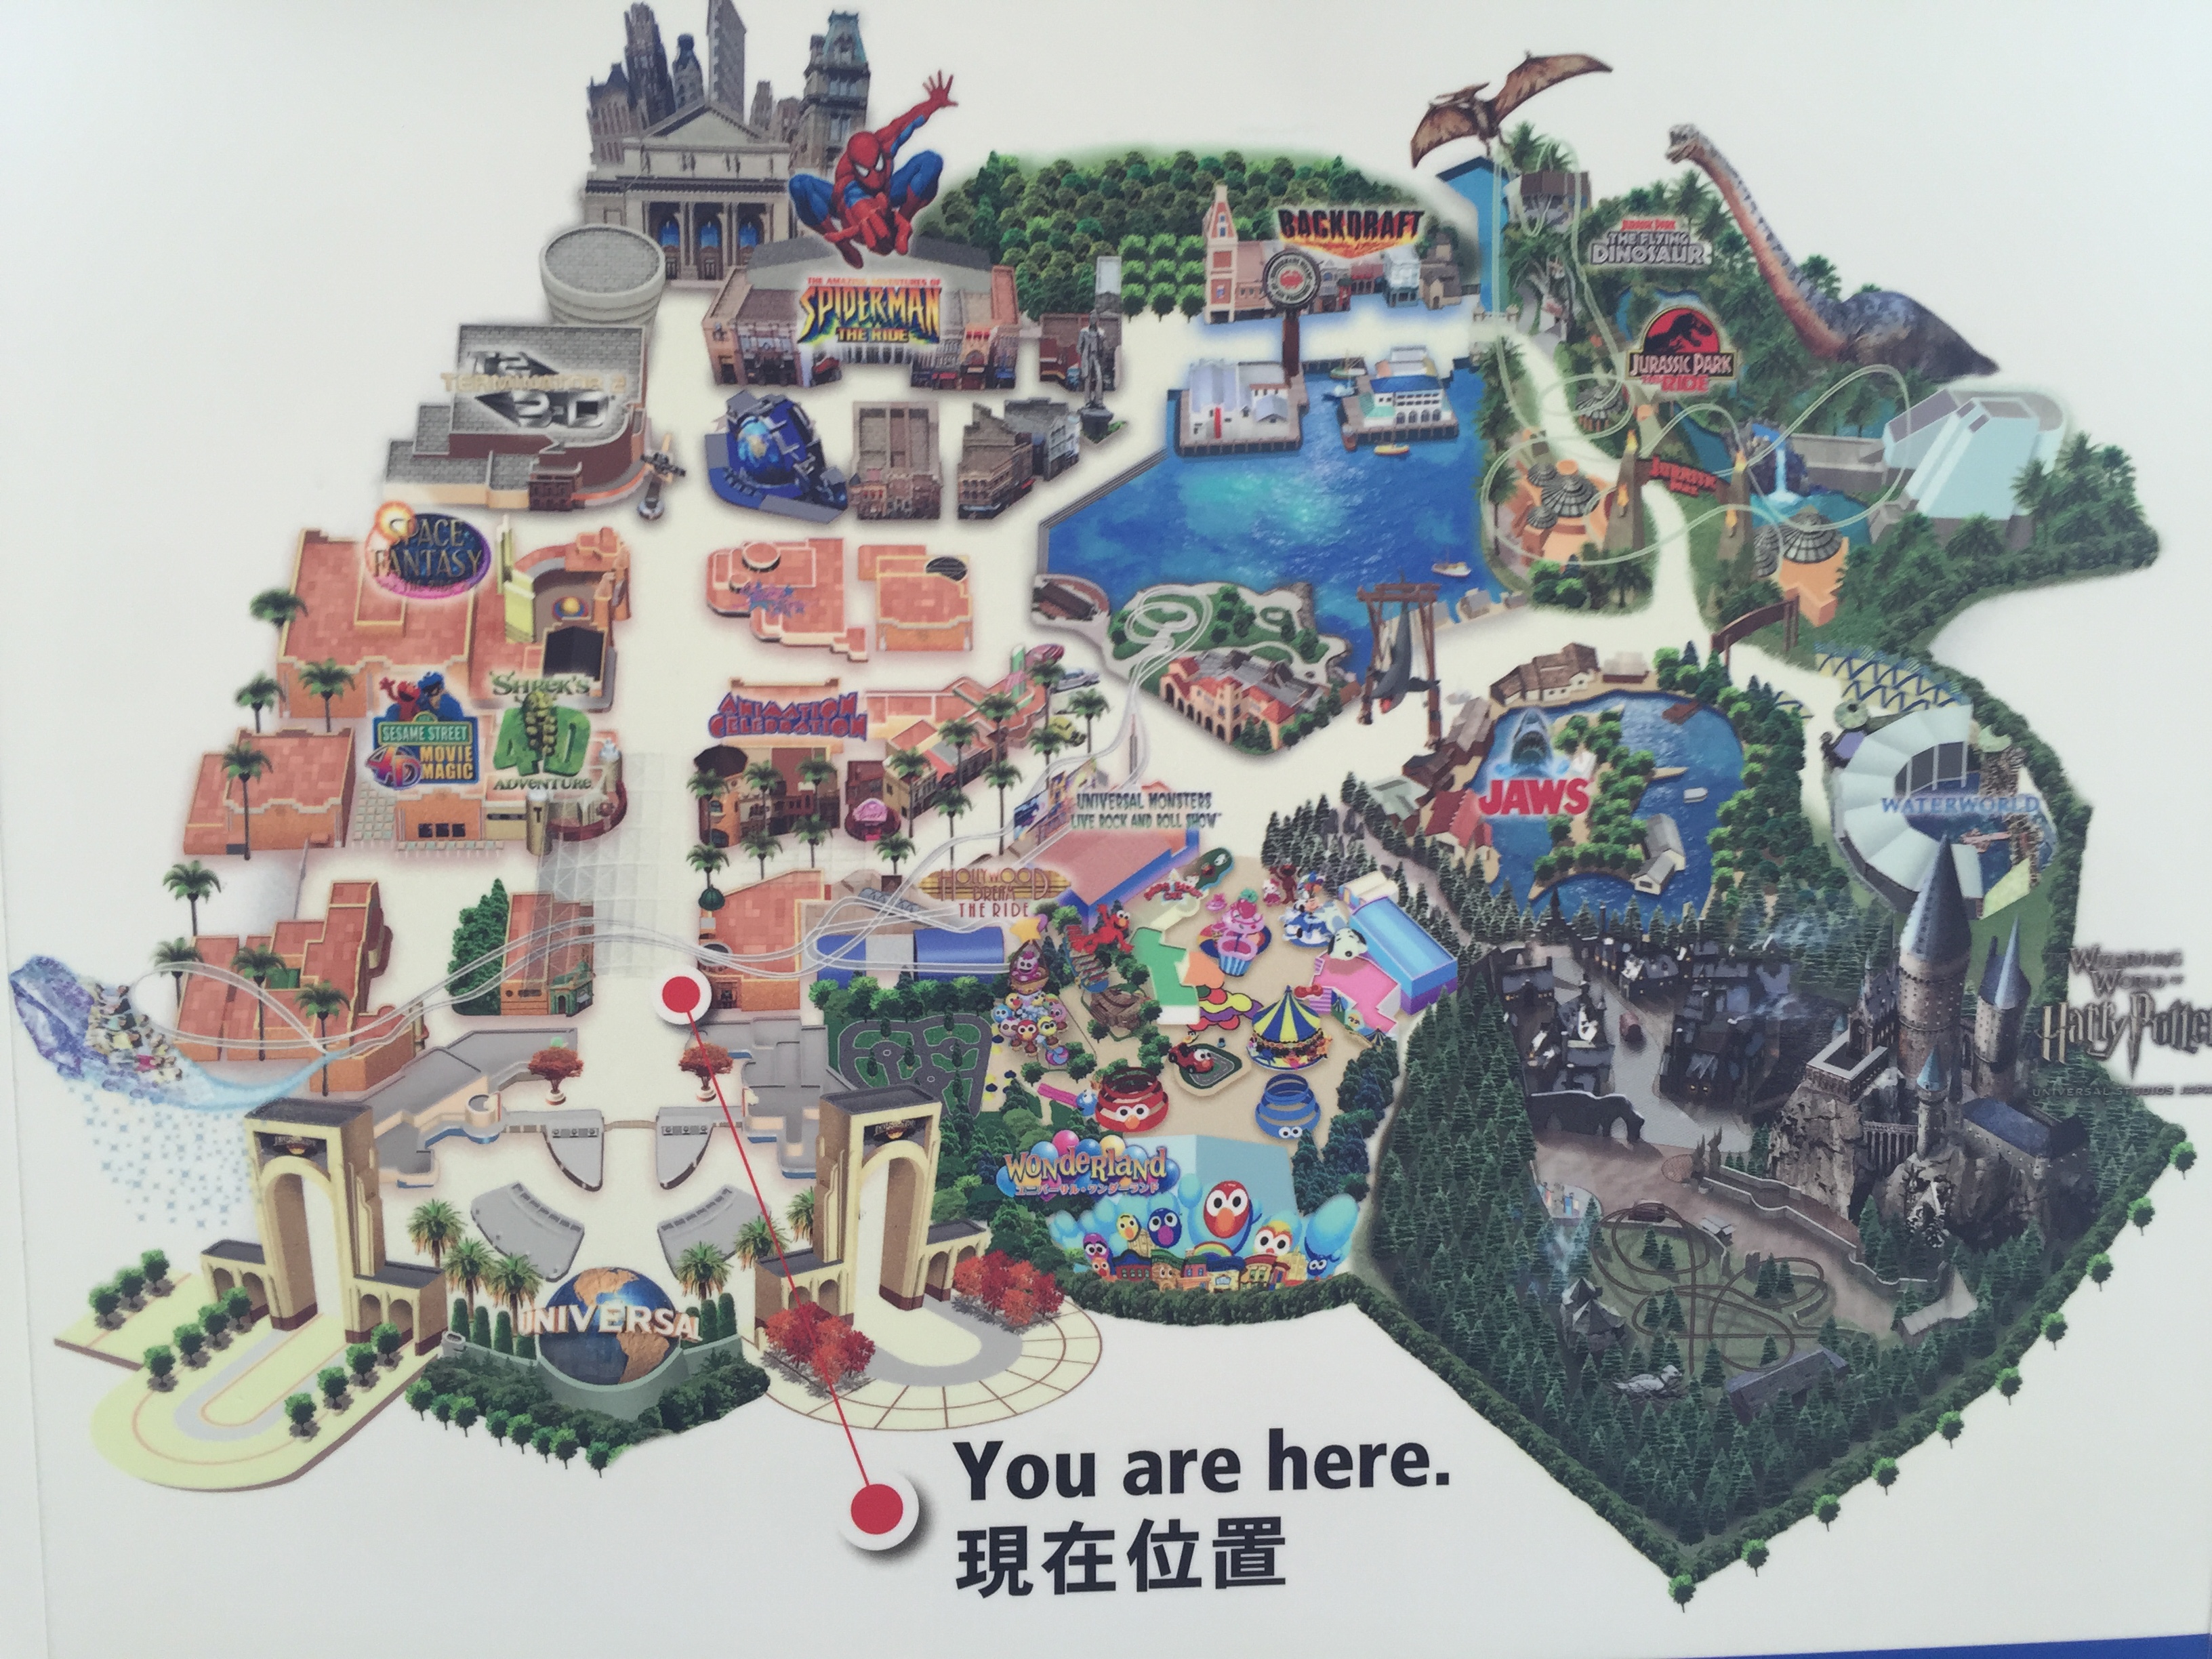 BACKDRAFT
JURASSIC PARK
THE FLYING
DINOSAUR
THE AMAZING ADVENTURES OF
SPIDER-MAN
THE RIDE
JURASSIC PARK
THE RIDE
TERMINATOR 2
3-D
SPACE
FANTASY
THE RIDE
SESAME STREET
4D MOVIE
MAGIC
SHREK'S
4D
ADVENTURE
ANIMATION
CELEBRATION
JAWS
WATERWORLD
UNIVERSAL MONSTERS
LIVE ROCK AND ROLL SHOW
HOLLYWOOD
DREAM
THE RIDE
WIZARDING
WORLD OF
Harry Potter
UNIVERSAL STUDIOS
WONDERLAND
ユニバーサル・ワンダーランド
UNIVERSAL
You are here.
現在位置